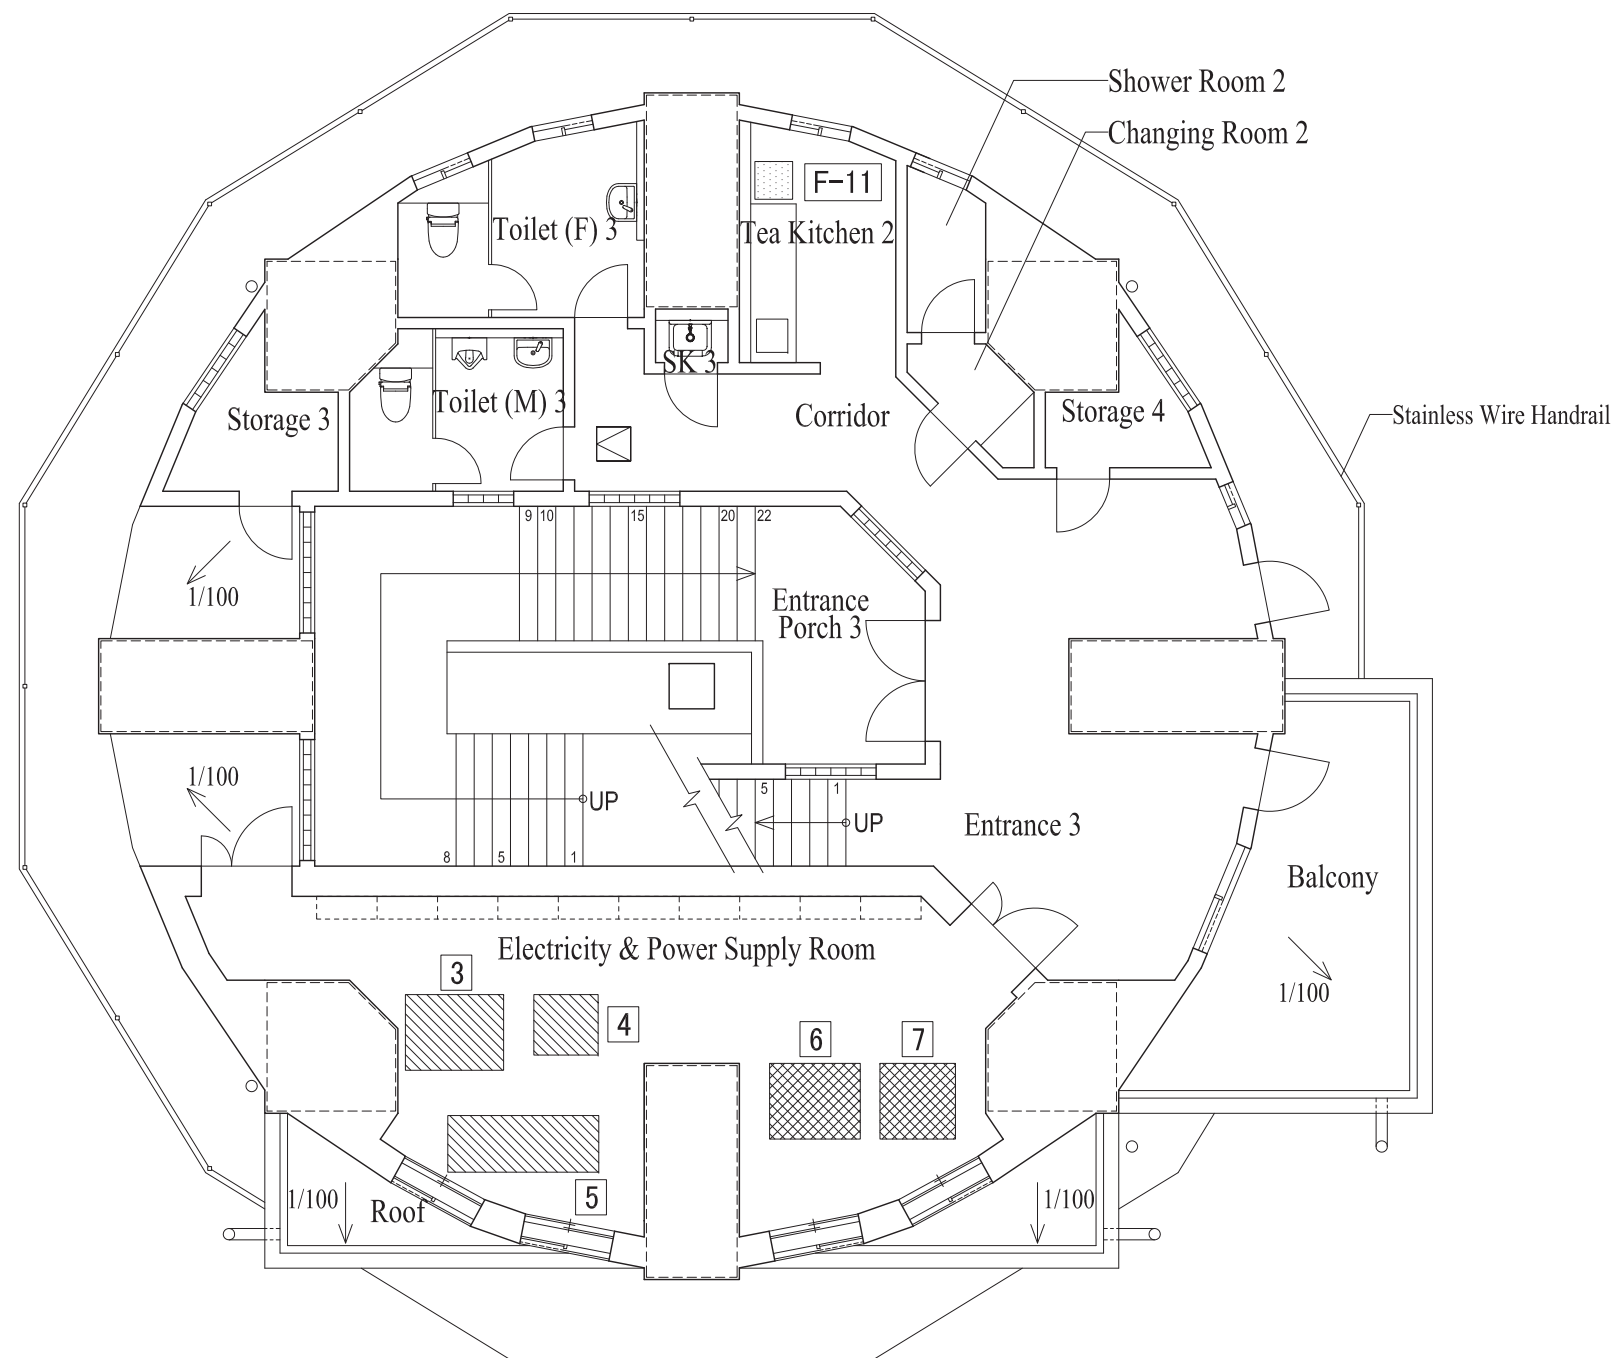 Shower Room 2
Changing Room 2
F-11
Toilet (F) 3
Tea Kitchen 2
SK 3
Toilet (M) 3
Storage 3
Corridor
Storage 4
Stainless Wire Handrail
9 10 15 20 22
1/100
Entrance
Porch 3
1/100
5 1
UP
UP
Entrance 3
8 5 1
Balcony
Electricity & Power Supply Room
3
4
6
7
1/100
5
1/100
Roof
1/100